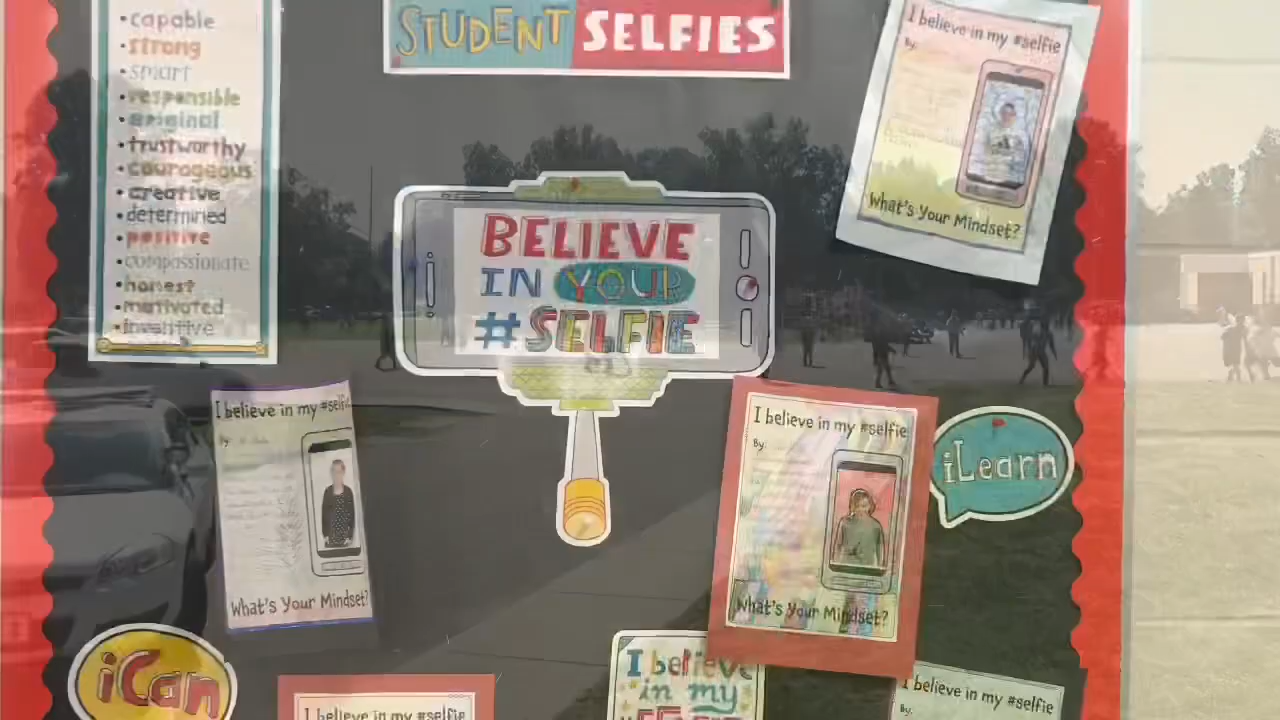 •capable
•strong
•smart
•responsible
•original
•trustworthy
•courageous
•creative
•determined
•positive
•compassionate
•honest
•motivated
•inventive
STUDENT SELFIES
I believe in my #selfie
By:
What's Your Mindset?
BELIEVE
IN YOUR
#SELFIE
I believe in my #selfie
By:
What's Your Mindset?
I believe in my #selfie
By:
What's Your Mindset?
iLearn
iCan
I believe in my #selfie
I believe
in my
I believe in my #selfie
By: